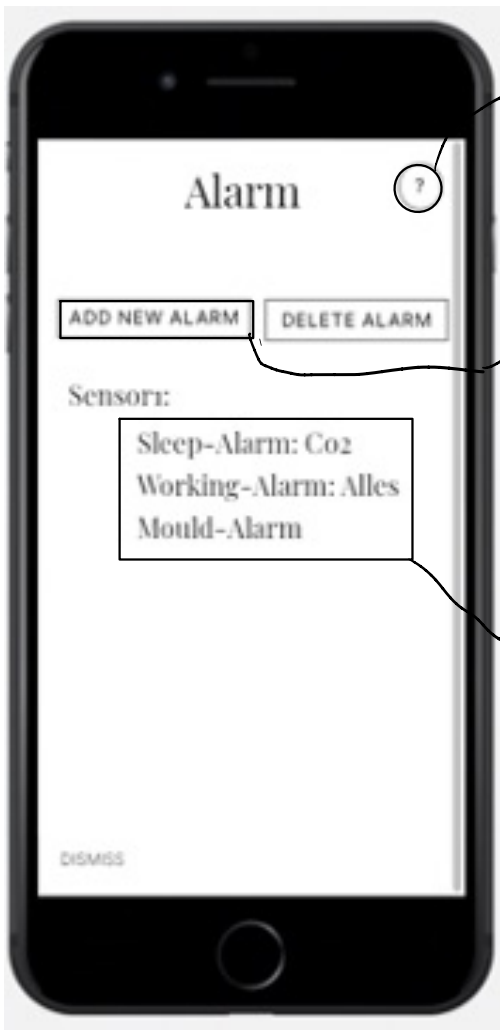 Alarm
?
ADD NEW ALARM DELETE ALARM
Sensor1:
Sleep-Alarm: Co2
Working-Alarm: Alles
Mould-Alarm
DISMISS